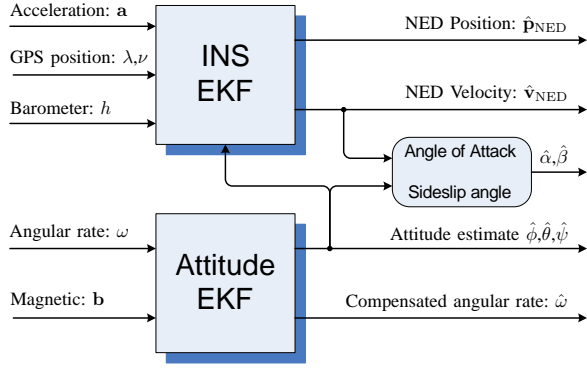 Acceleration: a
GPS position: λ,ν
Barometer: h
INS
EKF
NED Position: p̂NED
NED Velocity: v̂NED
Angle of Attack
Sideslip angle
α̂,β̂
Angular rate: ω
Magnetic: b
Attitude
EKF
Attitude estimate φ̂,θ̂,ψ̂
Compensated angular rate: ω̂